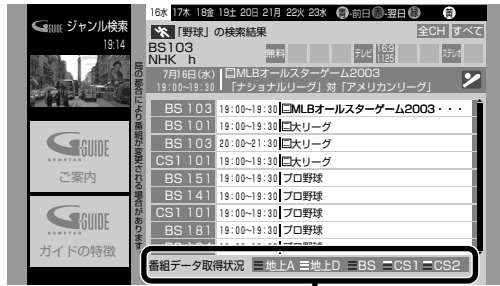 16水 17木 18金 19土 20日 21月 22火 23水 前日 翌日
GGUIDE ジャンル検索
19:14
「野球」の検索結果 全CH すべて
BS103
NHK h 無料 テレビ 16:9 1125 ステレオ
7月16日(水) MLBオールスターゲーム2003
19:00~19:30 「ナショナルリーグ」対「アメリカンリーグ」
局の都合により番組が変更される場合があります
BS 103 19:00~19:30 MLBオールスターゲーム2003・・・
BS 101 19:00~19:30 大リーグ
BS 103 20:00~21:30 大リーグ
CS1 101 19:00~19:30 大リーグ
BS 151 19:00~19:30 プロ野球
BS 141 19:00~19:30 プロ野球
CS1 101 19:00~19:30 プロ野球
BS 181 19:00~19:30 プロ野球
GGUIDE
GEMSTAR
ご案内
GGUIDE
GEMSTAR
ガイドの特徴
番組データ取得状況 地上A 地上D BS CS1 CS2